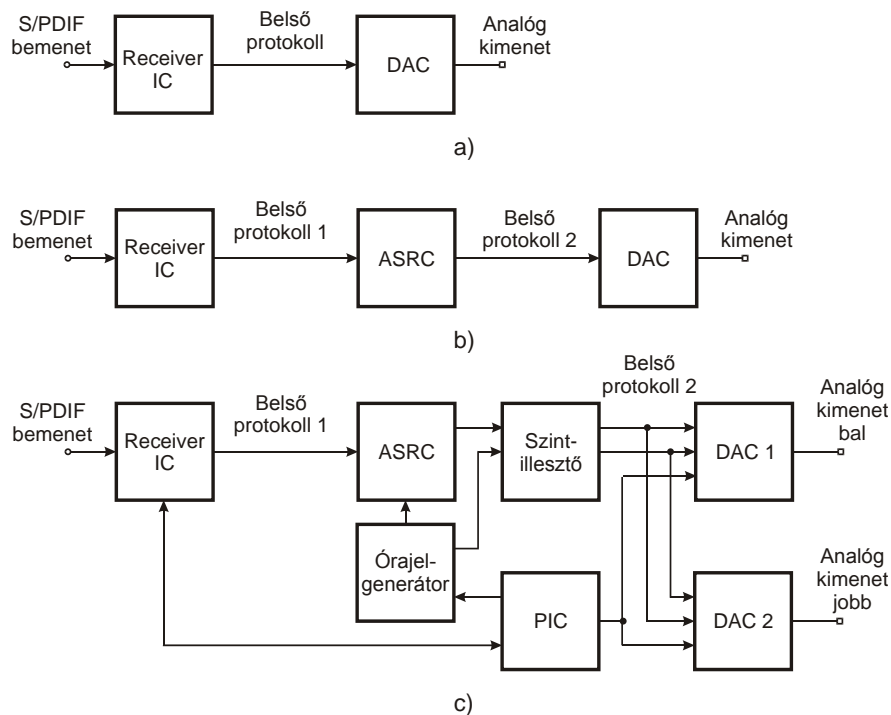 S/PDIF
bemenet
Receiver
IC
Belső
protokoll
DAC
Analóg
kimenet
a)
S/PDIF
bemenet
Receiver
IC
Belső
protokoll 1
ASRC
Belső
protokoll 2
DAC
Analóg
kimenet
b)
S/PDIF
bemenet
Receiver
IC
Belső
protokoll 1
ASRC
Szint-
illesztő
Belső
protokoll 2
DAC 1
Analóg
kimenet
bal
Órajel-
generátor
PIC
DAC 2
Analóg
kimenet
jobb
c)